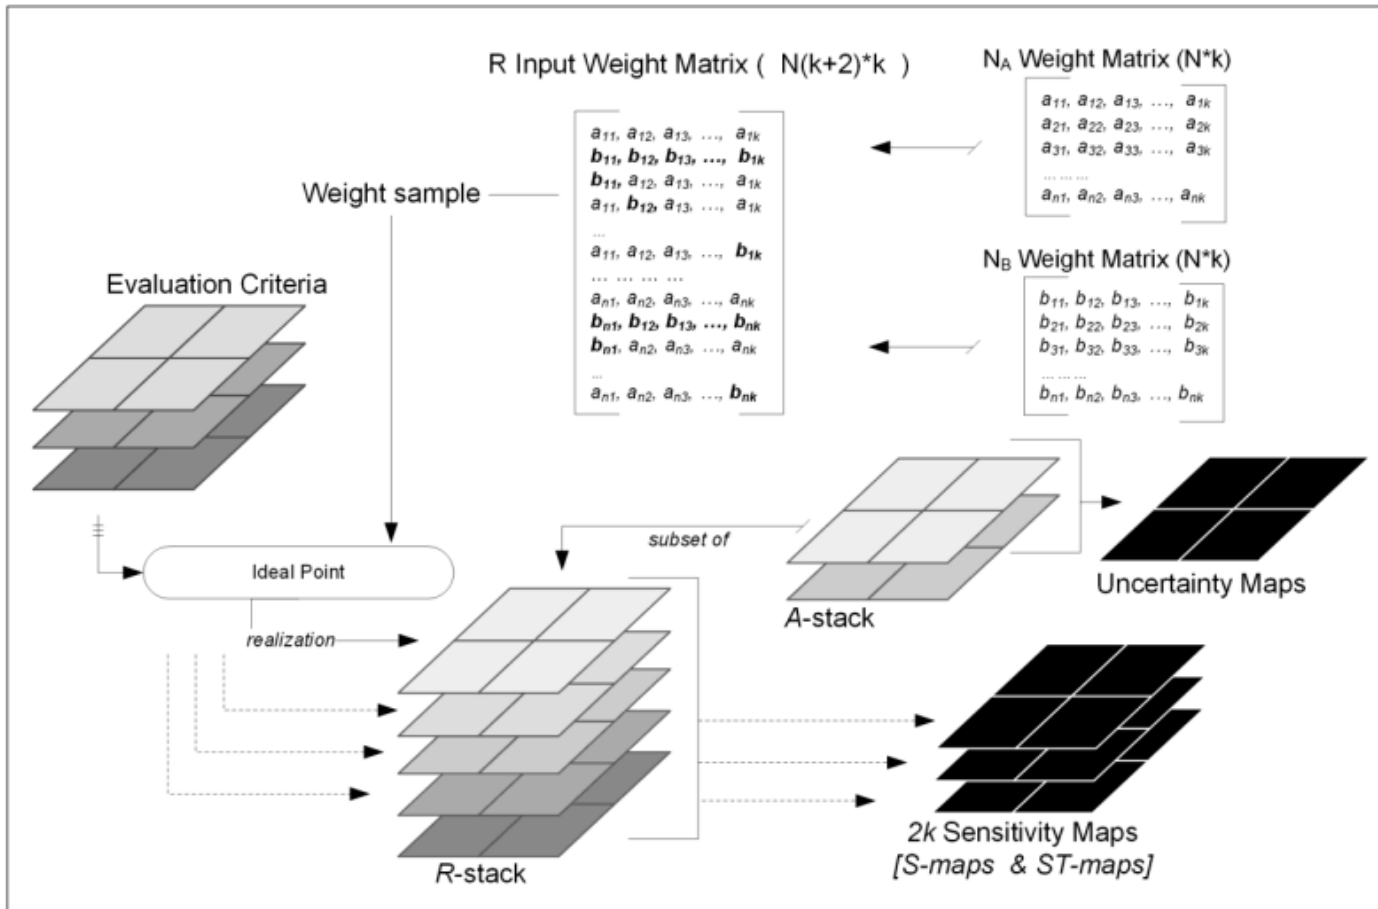 R Input Weight Matrix ( N(k+2)*k )
a11, a12, a13, ..., a1k
b11, b12, b13, ..., b1k
b11, a12, a13, ..., a1k
a11, b12, a13, ..., a1k
...
a11, a12, a13, ..., b1k
... ... ... ...
an1, an2, an3, ..., ank
bn1, b12, b13, ..., bnk
bn1, an2, an3, ..., ank
...
an1, an2, an3, ..., bnk
NA Weight Matrix (N*k)
a11, a12, a13, ..., a1k
a21, a22, a23, ..., a2k
a31, a32, a33, ..., a3k
... ... ...
an1, an2, an3, ..., ank
NB Weight Matrix (N*k)
b11, b12, b13, ..., b1k
b21, b22, b23, ..., b2k
b31, b32, b33, ..., b3k
... ... ...
bn1, bn2, bn3, ..., bnk
Weight sample
Evaluation Criteria
Ideal Point
realization
subset of
A-stack
Uncertainty Maps
R-stack
2k Sensitivity Maps
[S-maps & ST-maps]